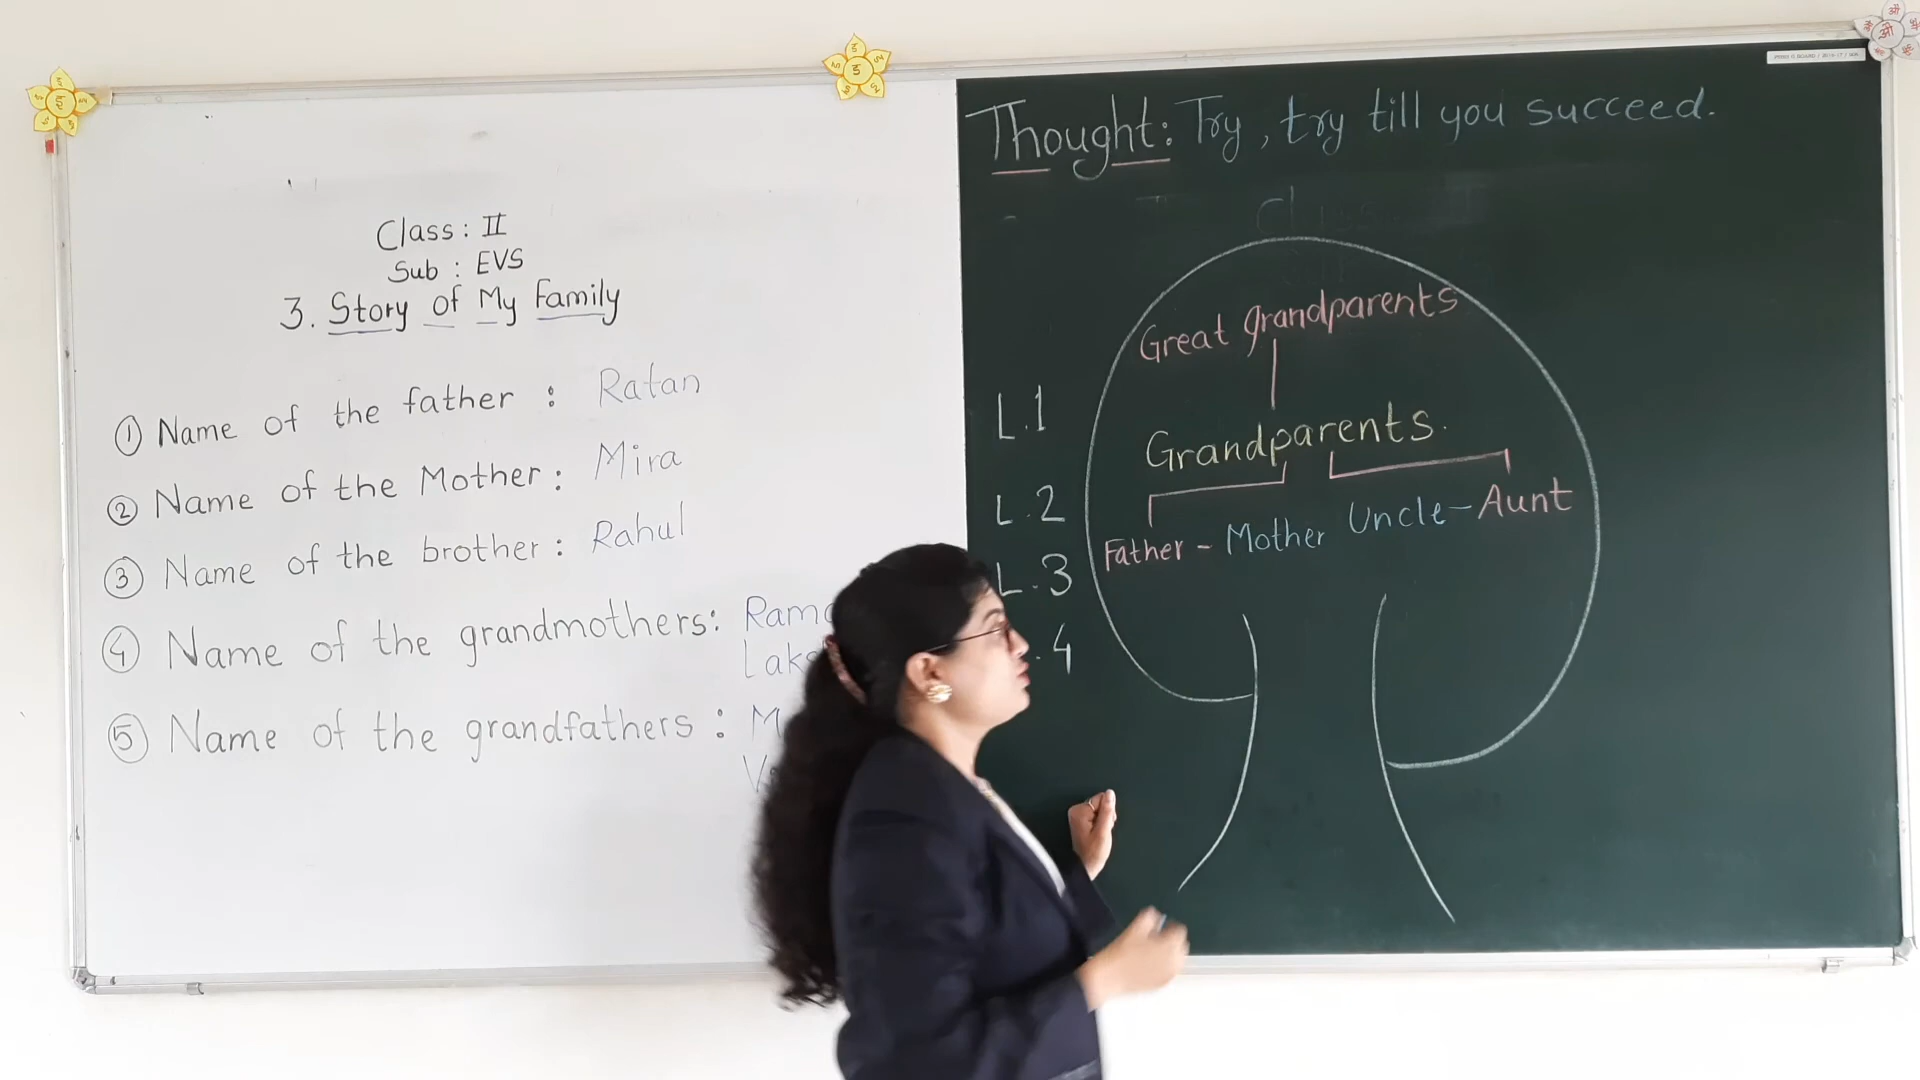 Class : II
Sub : EVS
3. Story of My Family
① Name of the father : Ratan
② Name of the Mother : Mira
③ Name of the brother : Rahul
④ Name of the grandmothers :
⑤ Name of the grandfathers :
Thought: Try, try till you succeed.
Great grandparents
L.1
Grandparents.
L.2
Uncle - Aunt
Father - Mother
L.3
4